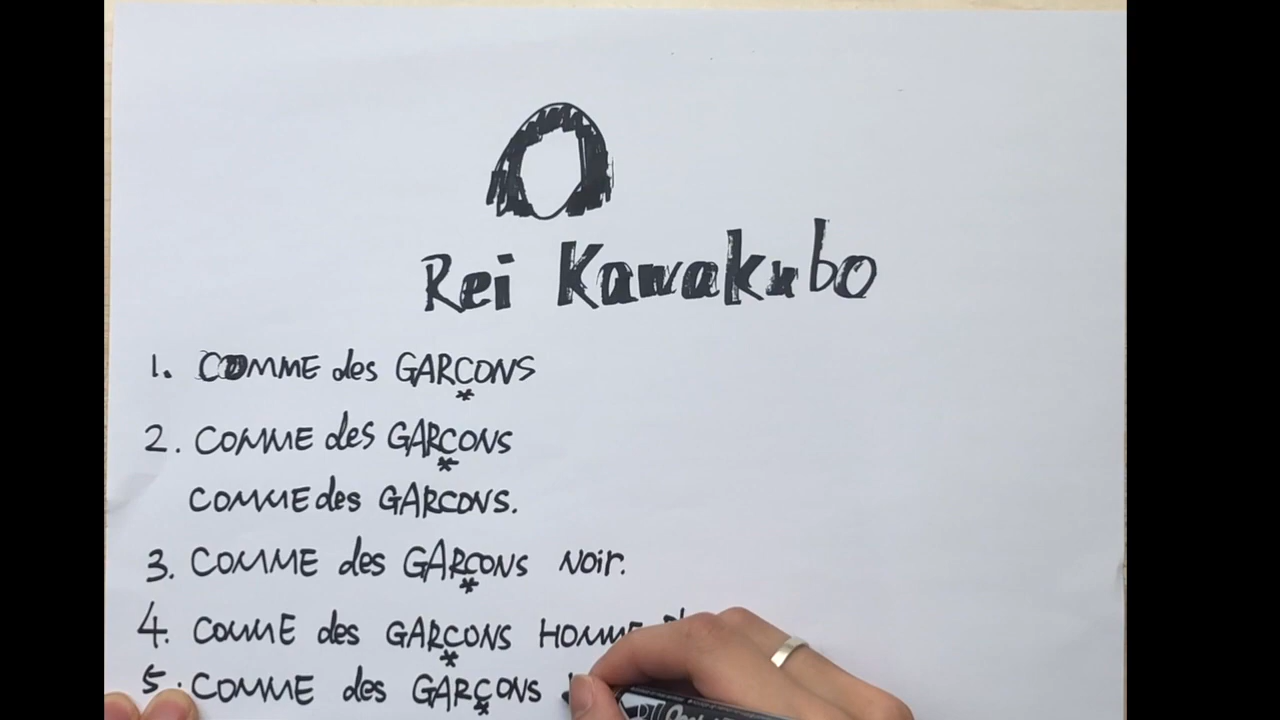 Rei Kawakubo
1. COMME des GARÇONS
*
2. COMME des GARÇONS
*
COMME des GARCONS.
3. COMME des GARÇONS Noir.
*
4. COMME des GARÇONS HOMME
*
5. COMME des GARÇONS
*